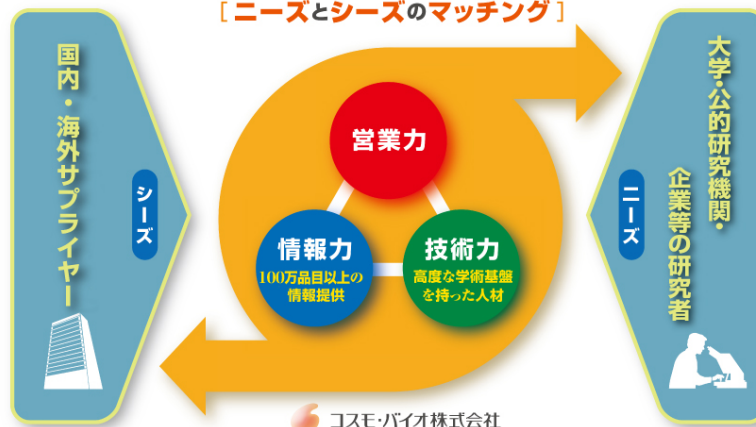 ［ニーズとシーズのマッチング］
国内・海外サプライヤー
シーズ
営業力
情報力
100万品目以上の
情報提供
技術力
高度な学術基盤
を持った人材
ニーズ
大学・公的研究機関・
企業等の研究者
コスモ・バイオ株式会社